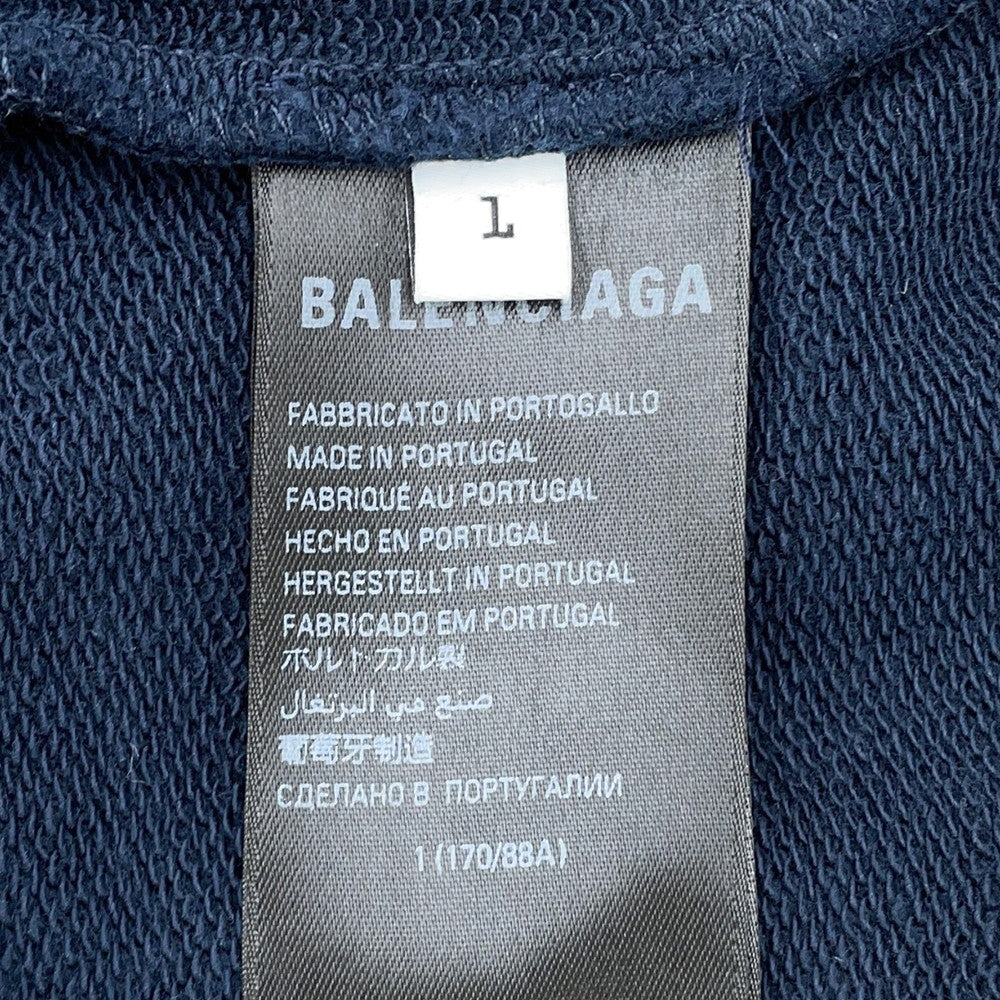 1
BALENCIAGA
FABBRICATO IN PORTOGALLO
MADE IN PORTUGAL
FABRIQUÉ AU PORTUGAL
HECHO EN PORTUGAL
HERGESTELLT IN PORTUGAL
FABRICADO EM PORTUGAL
ポルトガル製
صنع في البرتغال
葡萄牙制造
СДЕЛАНО В ПОРТУГАЛИИ
1 (170/88A)